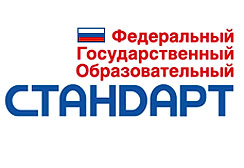 Федеральный
Государственный
Образовательный
СТАНДАРТ